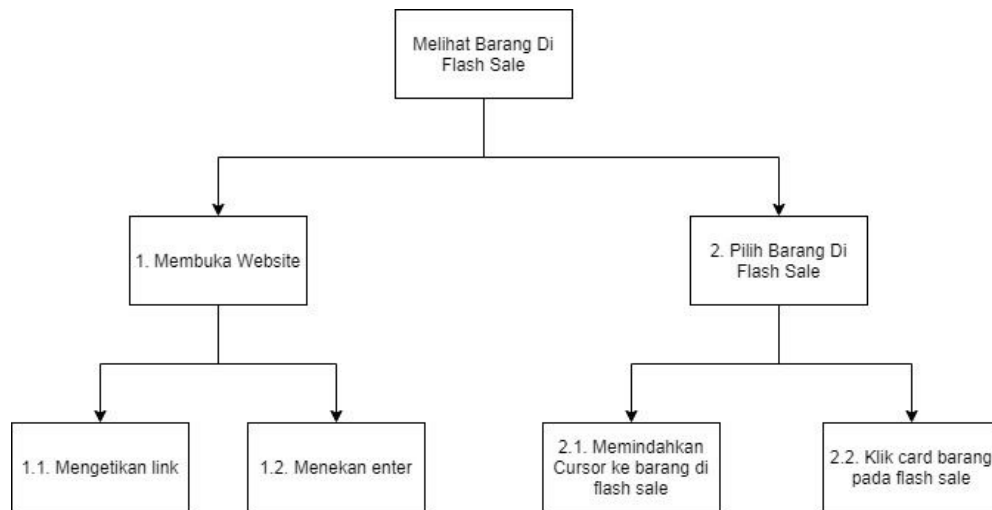 Melihat Barang Di
Flash Sale
1. Membuka Website
2. Pilih Barang Di
Flash Sale
1.1. Mengetikan link
1.2. Menekan enter
2.1. Memindahkan
Cursor ke barang di
flash sale
2.2. Klik card barang
pada flash sale